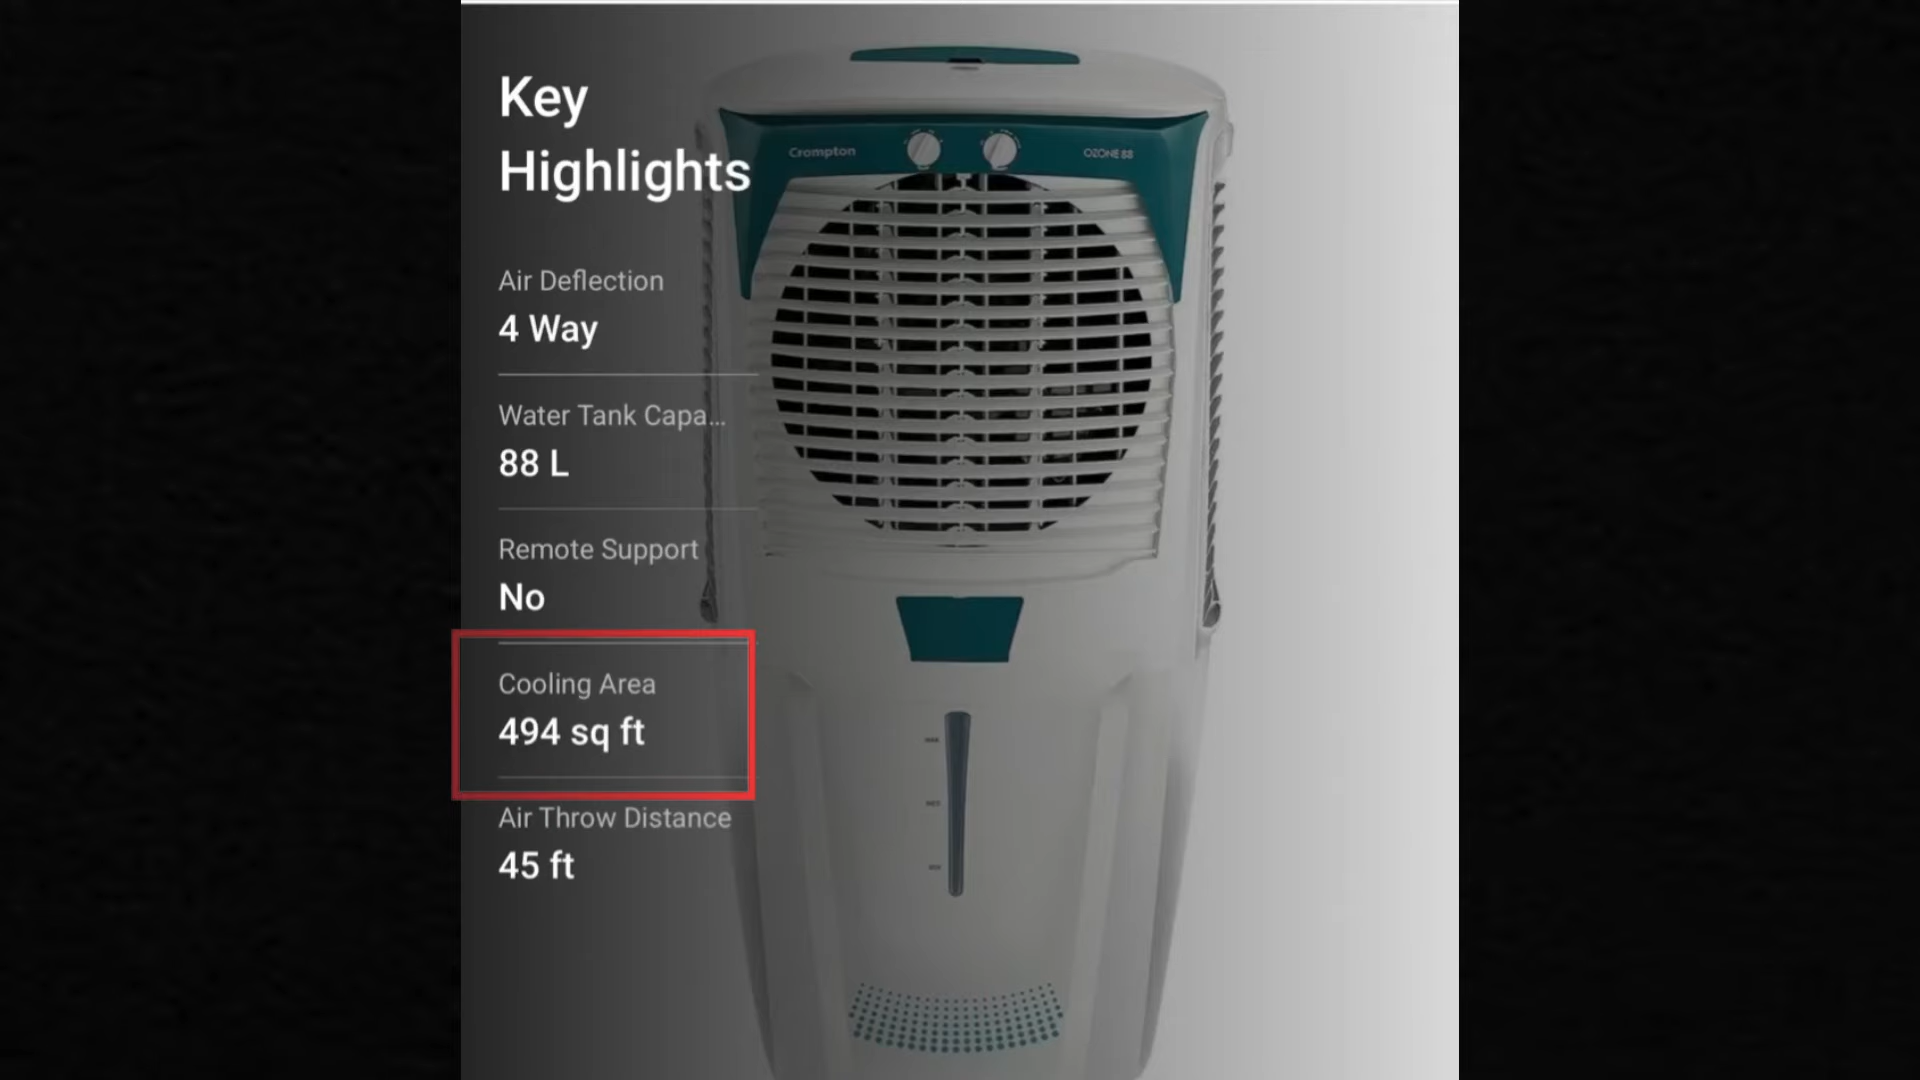 Key
Highlights
Crompton
OZONE 88
Air Deflection
4 Way
Water Tank Capa...
88 L
Remote Support
No
Cooling Area
494 sq ft
Air Throw Distance
45 ft